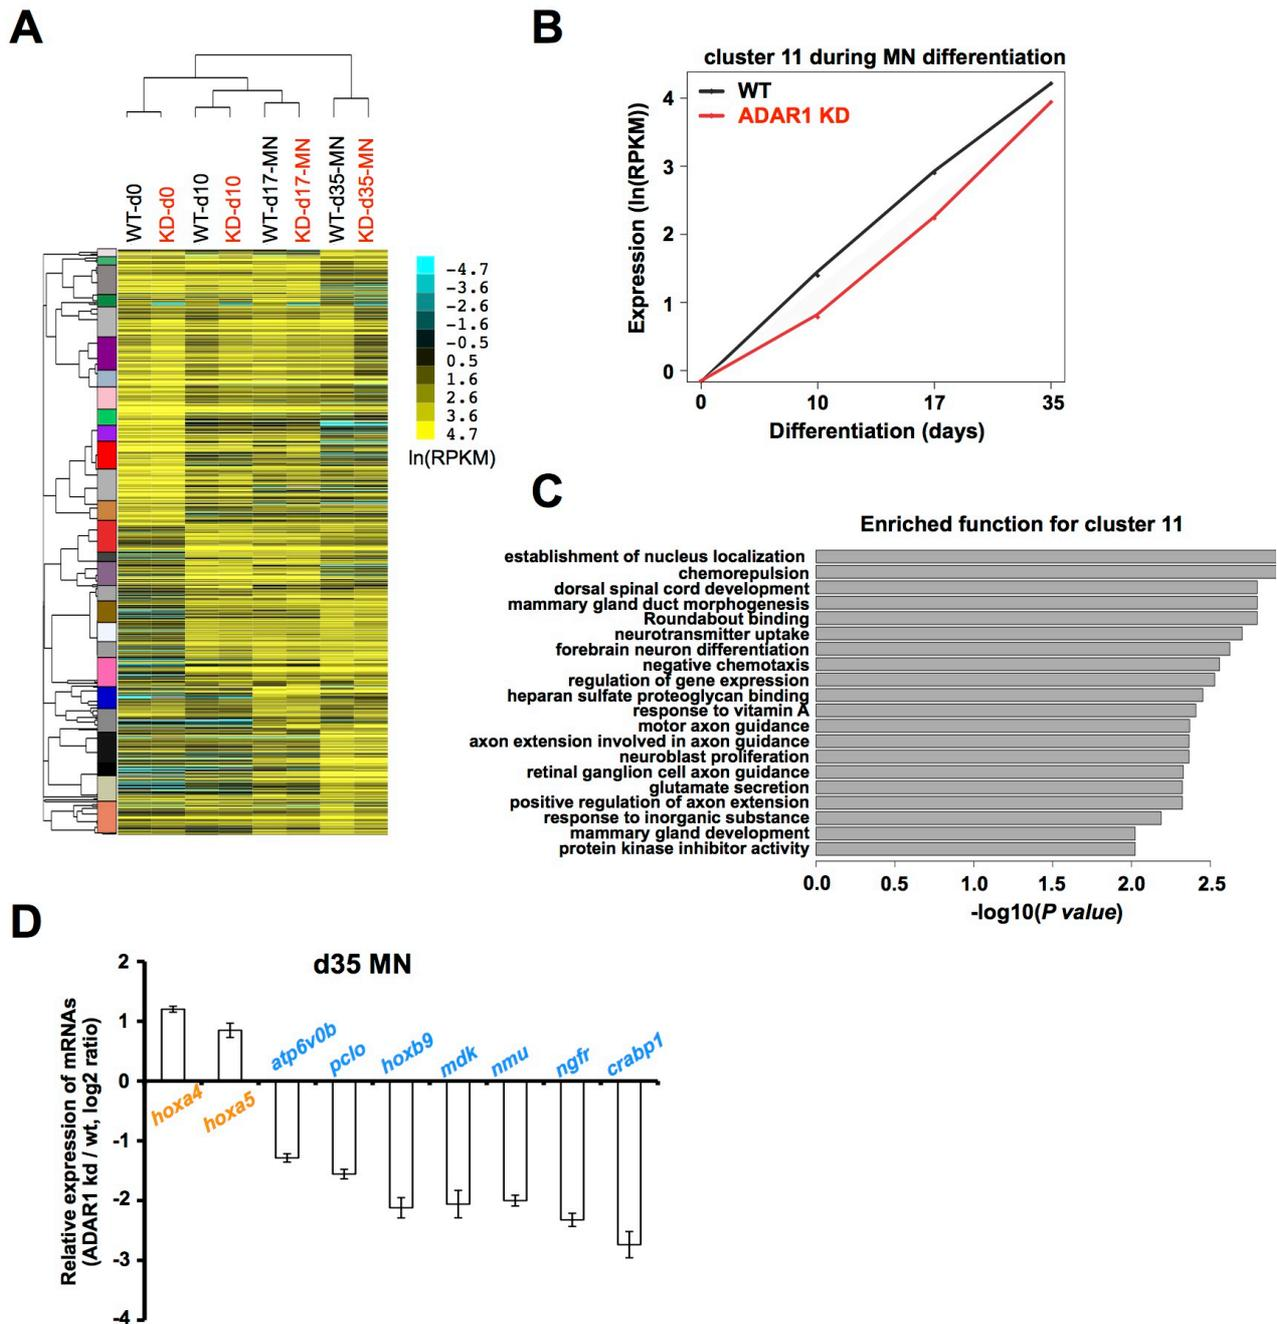 A
WT-d0
KD-d0
WT-d10
KD-d10
WT-d17-MN
KD-d17-MN
WT-d35-MN
KD-d35-MN
-4.7
-3.6
-2.6
-1.6
-0.5
0.5
1.6
2.6
3.6
4.7
ln(RPKM)
B
cluster 11 during MN differentiation
WT
ADAR1 KD
Expression (ln(RPKM))
4
3
2
1
0
0 10 17 35
Differentiation (days)
C
Enriched function for cluster 11
establishment of nucleus localization
chemorepulsion
dorsal spinal cord development
mammary gland duct morphogenesis
Roundabout binding
neurotransmitter uptake
forebrain neuron differentiation
negative chemotaxis
regulation of gene expression
heparan sulfate proteoglycan binding
response to vitamin A
motor axon guidance
axon extension involved in axon guidance
neuroblast proliferation
retinal ganglion cell axon guidance
glutamate secretion
positive regulation of axon extension
response to inorganic substance
mammary gland development
protein kinase inhibitor activity
0.0 0.5 1.0 1.5 2.0 2.5
-log10(P value)
D
d35 MN
Relative expression of mRNAs
(ADAR1 kd / wt, log2 ratio)
2
1
0
-1
-2
-3
-4
hoxa4
hoxa5
atp6v0b
pclo
hoxb9
mdk
nmu
ngfr
crabp1